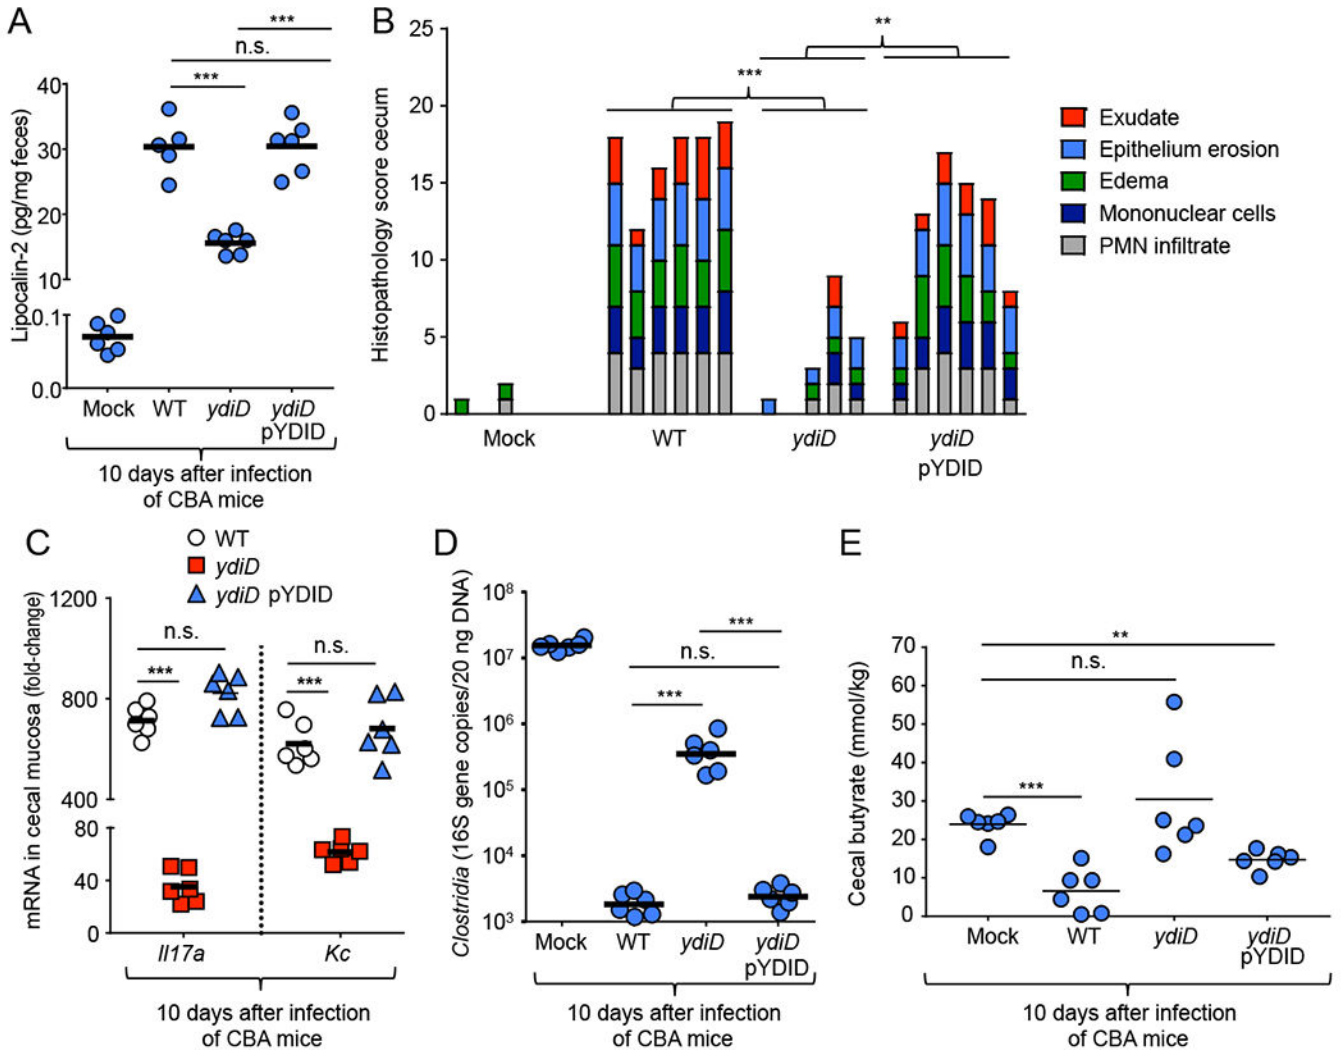 A
Lipocalin-2 (pg/mg feces)
40
30
20
10
0.1
0.0
***
n.s.
***
Mock WT ydiD ydiD
pYDID
10 days after infection
of CBA mice
B
Histopathology score cecum
25
20
15
10
5
0
**
***
Mock WT ydiD ydiD
pYDID
Exudate
Epithelium erosion
Edema
Mononuclear cells
PMN infiltrate
C
WT
ydiD
ydiD pYDID
mRNA in cecal mucosa (fold-change)
1200
800
400
80
40
0
n.s.
***
n.s.
***
Il17a Kc
10 days after infection
of CBA mice
D
Clostridia (16S gene copies/20 ng DNA)
10⁸
10⁷
10⁶
10⁵
10⁴
10³
***
n.s.
***
Mock WT ydiD ydiD
pYDID
10 days after infection
of CBA mice
E
Cecal butyrate (mmol/kg)
70
60
50
40
30
20
10
0
**
n.s.
***
Mock WT ydiD ydiD
pYDID
10 days after infection
of CBA mice